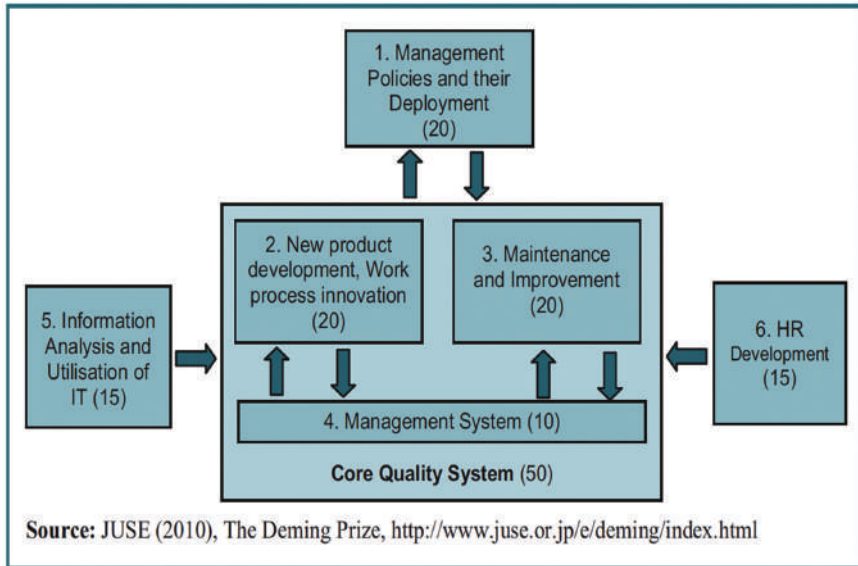 1. Management
Policies and their
Deployment
(20)
2. New product
development, Work
process innovation
(20)
3. Maintenance
and Improvement
(20)
5. Information
Analysis and
Utilisation of
IT (15)
6. HR
Development
(15)
4. Management System (10)
Core Quality System (50)
Source: JUSE (2010), The Deming Prize, http://www.juse.or.jp/e/deming/index.html